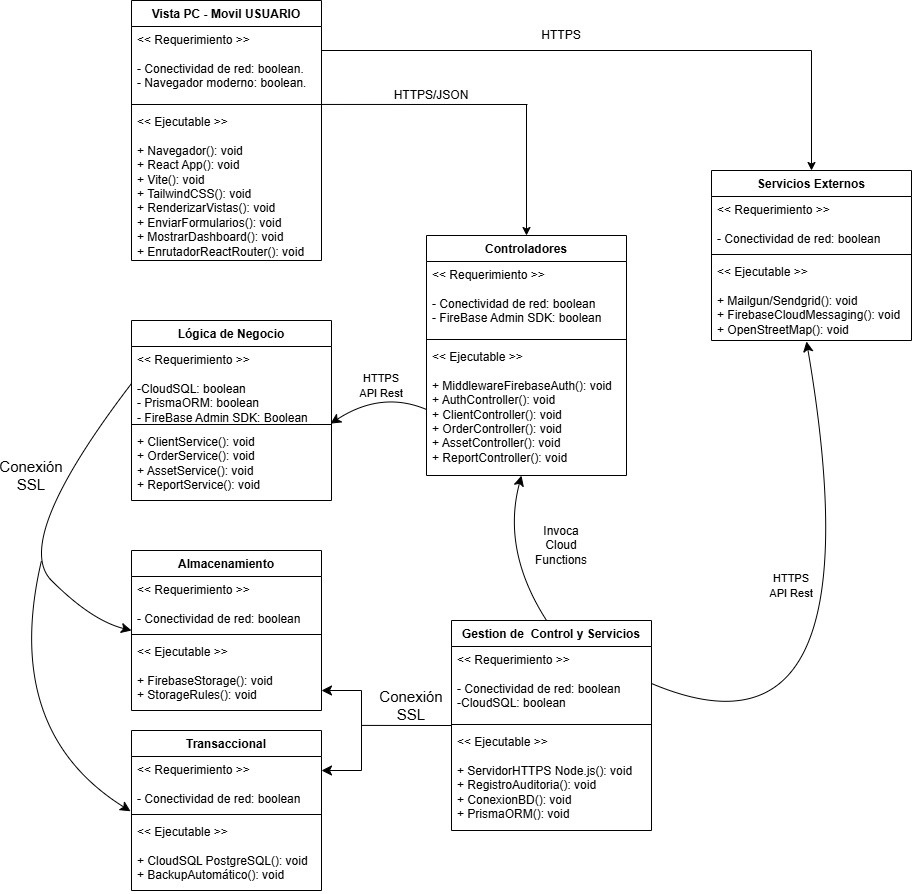 Vista PC - Movil USUARIO
<< Requerimiento >>
- Conectividad de red: boolean.
- Navegador moderno: boolean.
<< Ejecutable >>
+ Navegador(): void
+ React App(): void
+ Vite(): void
+ TailwindCSS(): void
+ RenderizarVistas(): void
+ EnviarFormularios(): void
+ MostrarDashboard(): void
+ EnrutadorReactRouter(): void
HTTPS
HTTPS/JSON
Servicios Externos
<< Requerimiento >>
- Conectividad de red: boolean
<< Ejecutable >>
+ Mailgun/Sendgrid(): void
+ FirebaseCloudMessaging(): void
+ OpenStreetMap(): void
Controladores
<< Requerimiento >>
- Conectividad de red: boolean
- FireBase Admin SDK: boolean
<< Ejecutable >>
+ MiddlewareFirebaseAuth(): void
+ AuthController(): void
+ ClientController(): void
+ OrderController(): void
+ AssetController(): void
+ ReportController(): void
Lógica de Negocio
<< Requerimiento >>
-CloudSQL: boolean
- PrismaORM: boolean
- FireBase Admin SDK: Boolean
+ ClientService(): void
+ OrderService(): void
+ AssetService(): void
+ ReportService(): void
HTTPS
API Rest
Conexión
SSL
Invoca
Cloud
Functions
HTTPS
API Rest
Almacenamiento
<< Requerimiento >>
- Conectividad de red: boolean
<< Ejecutable >>
+ FirebaseStorage(): void
+ StorageRules(): void
Conexión
SSL
Gestion de  Control y Servicios
<< Requerimiento >>
- Conectividad de red: boolean
-CloudSQL: boolean
<< Ejecutable >>
+ ServidorHTTPS Node.js(): void
+ RegistroAuditoria(): void
+ ConexionBD(): void
+ PrismaORM(): void
Transaccional
<< Requerimiento >>
- Conectividad de red: boolean
<< Ejecutable >>
+ CloudSQL PostgreSQL(): void
+ BackupAutomático(): void